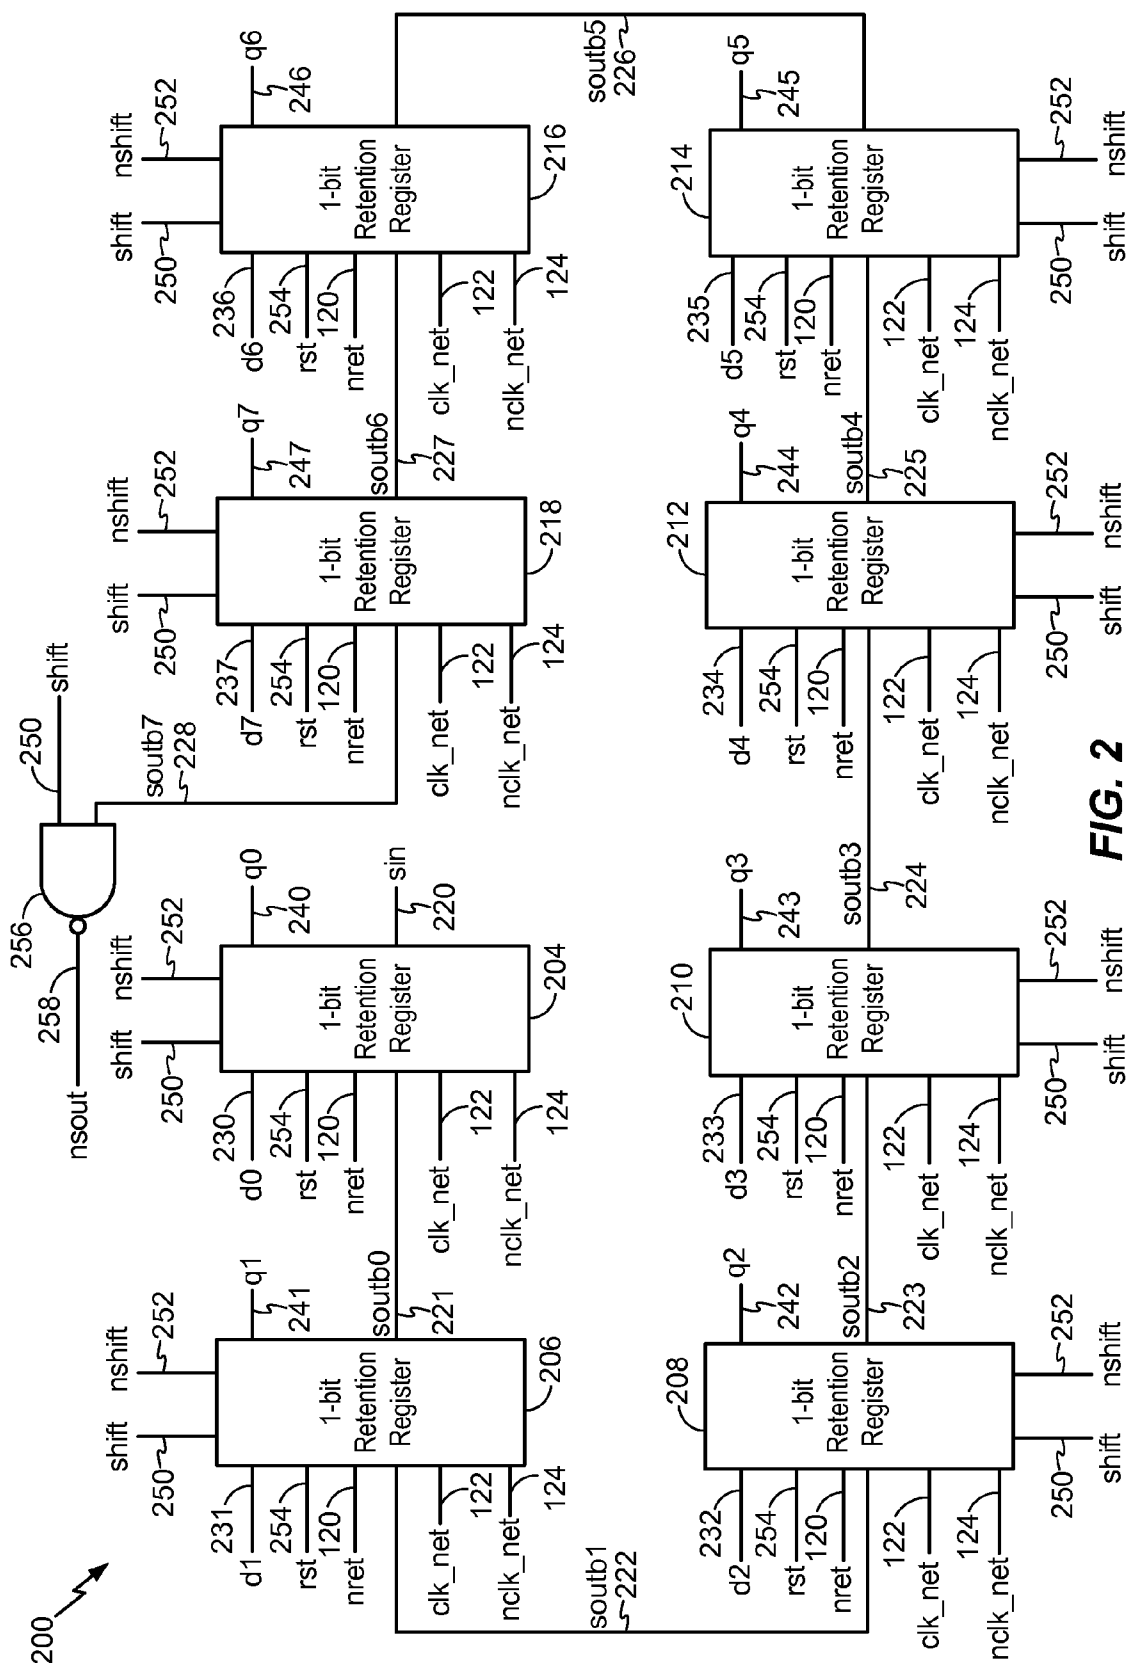 200
nsout
258
256
250
shift
soutb7
228
shift
250
nshift
252
d1
231
rst
254
nret
120
clk_net
122
nclk_net
124
1-bit
Retention
Register
206
q1
241
soutb0
221
shift
250
nshift
252
d0
230
rst
254
nret
120
clk_net
122
nclk_net
124
1-bit
Retention
Register
204
q0
240
sin
220
shift
250
nshift
252
d7
237
rst
254
nret
120
clk_net
122
nclk_net
124
1-bit
Retention
Register
218
q7
247
soutb6
227
shift
250
nshift
252
d6
236
rst
254
nret
120
clk_net
122
nclk_net
124
1-bit
Retention
Register
216
q6
246
soutb1
222
soutb5
226
d2
232
rst
254
nret
120
clk_net
122
nclk_net
124
208
1-bit
Retention
Register
q2
242
soutb2
223
shift
250
nshift
252
d3
233
rst
254
nret
120
clk_net
122
nclk_net
124
210
1-bit
Retention
Register
q3
243
soutb3
224
shift
250
nshift
252
d4
234
rst
254
nret
120
clk_net
122
nclk_net
124
212
1-bit
Retention
Register
q4
244
soutb4
225
shift
250
nshift
252
d5
235
rst
254
nret
120
clk_net
122
nclk_net
124
214
1-bit
Retention
Register
q5
245
shift
250
nshift
252
FIG. 2